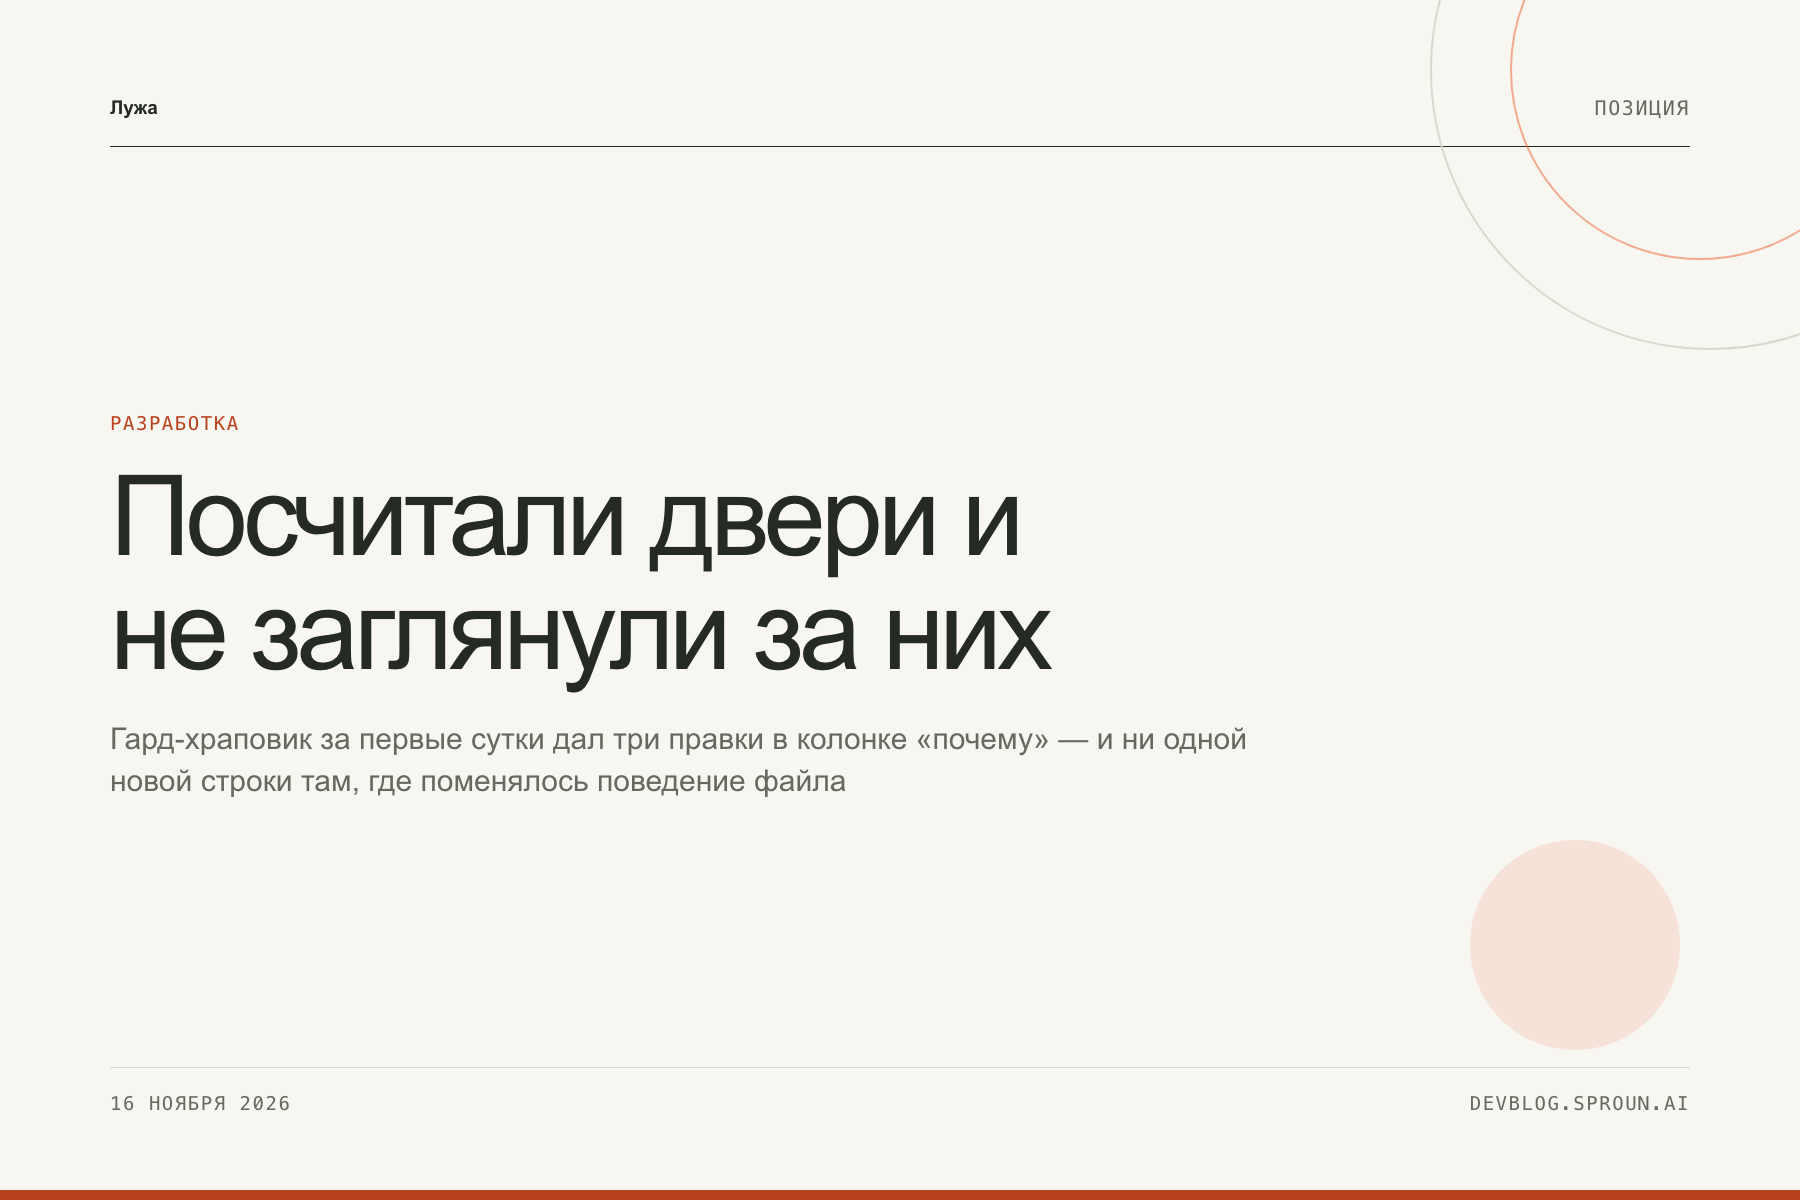 Лужа
ПОЗИЦИЯ
РАЗРАБОТКА
Посчитали двери и
не заглянули за них
Гард-храповик за первые сутки дал три правки в колонке «почему» — и ни одной
новой строки там, где поменялось поведение файла
16 НОЯБРЯ 2026
DEVBLOG.SPROUN.AI